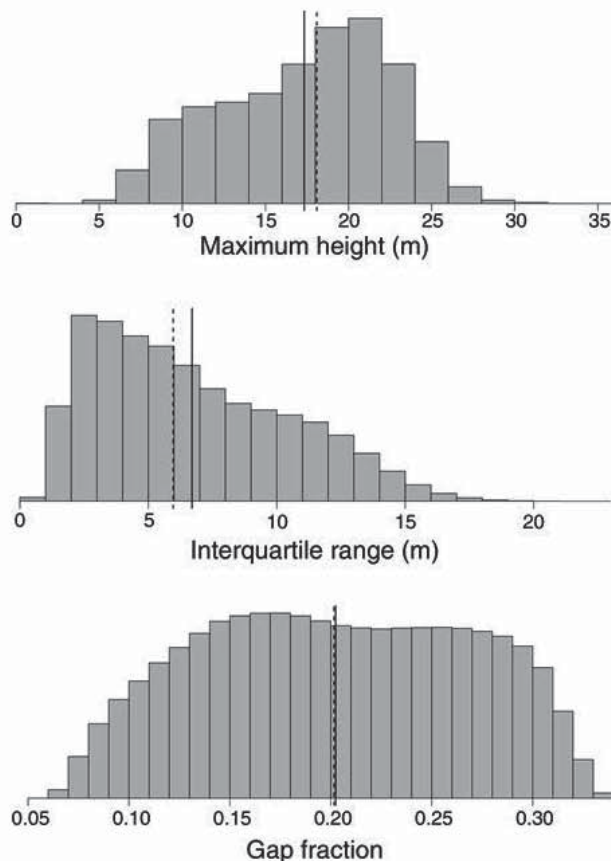 0 5 10 15 20 25 30 35
Maximum height (m)
0 5 10 15 20
Interquartile range (m)
0.05 0.10 0.15 0.20 0.25 0.30
Gap fraction